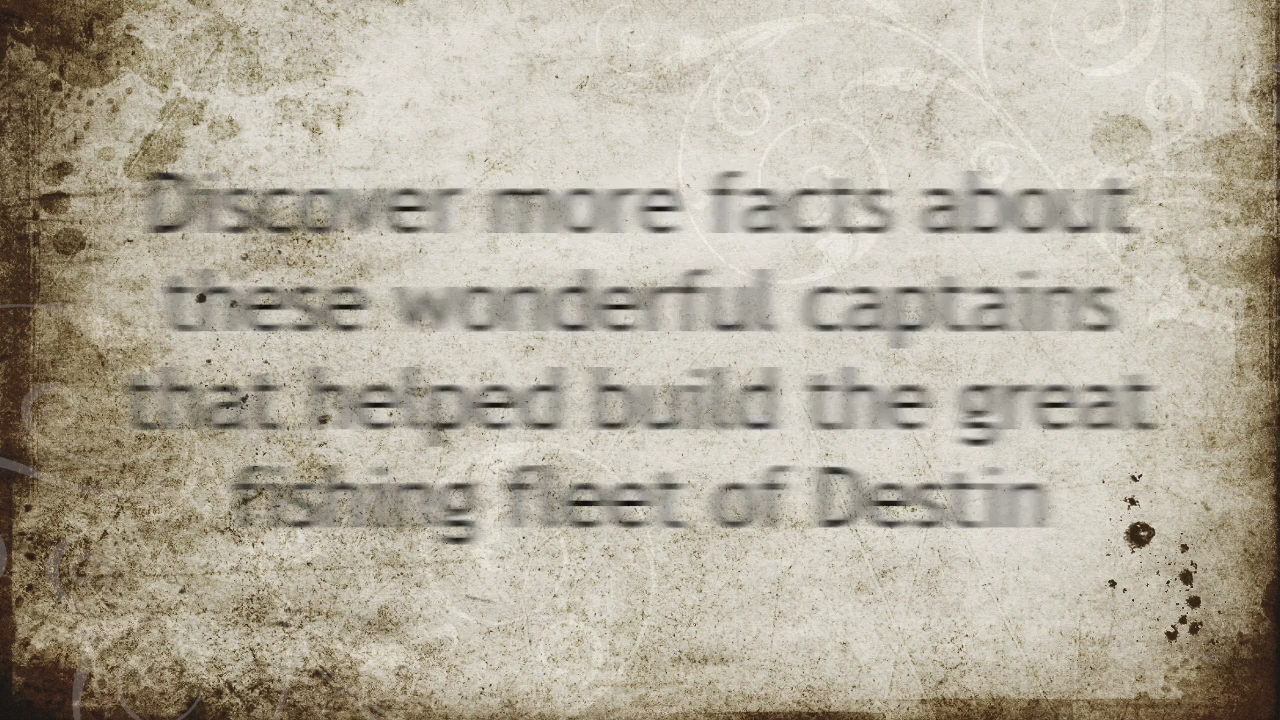 Discover more facts about
these wonderful captains
that helped build the great
fishing fleet of Destin